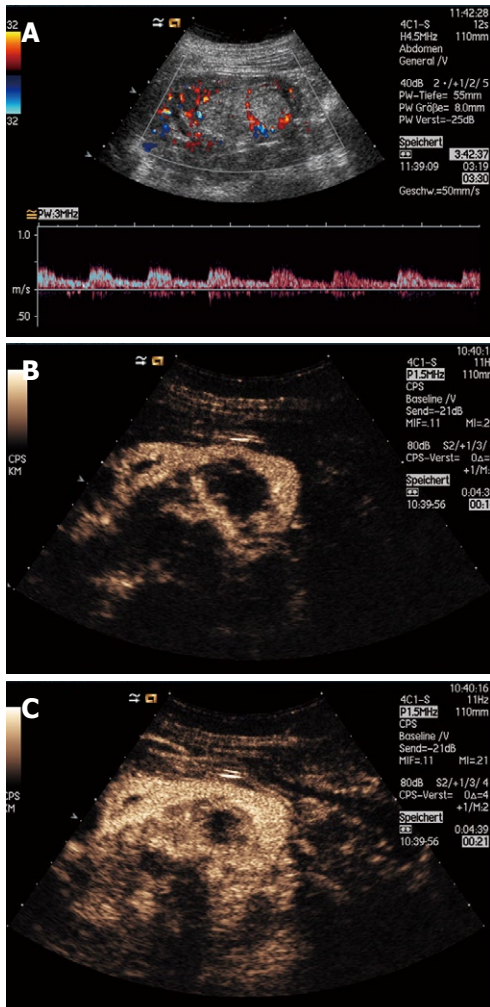 A
32
32
11:42:28
4C1-S 12s
H4.5MHz 110mm
Abdomen
General /V
40dB 2 •/+1/2/ 5
PW-Tiefe= 55mm
PW Größe= 8.0mm
PW Verst=-25dB
Speichert
3:42:37
11:39:09 03:19
03:30
Geschw.=50mm/s
PW:3MHz
1.0
m/s
.50
B
CPS
KM
10:40:1
4C1-S 11H
P1.5MHz 110mm
CPS
Baseline /V
Send=-21dB
MIF=.11 MI=.2
80dB S2/+1/3/
CPS-Verst= 0△=
+1/M:
Speichert
0:04:3
10:39:56 00:1
C
CPS
KM
10:40:16
4C1-S 11Hz
P1.5MHz 110mm
CPS
Baseline /V
Send=-21dB
MIF=.11 MI=.21
80dB S2/+1/3/ 4
CPS-Verst= 0△=4
+1/M:2
Speichert
0:04:39
10:39:56 00:21